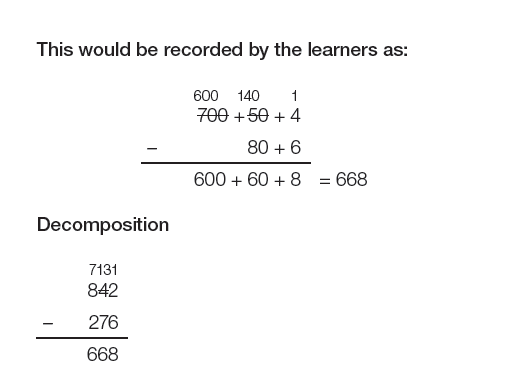 This would be recorded by the learners as:
600 140 1
700 + 50 + 4
− 80 + 6
600 + 60 + 8 = 668
Decomposition
7131
842
− 276
668